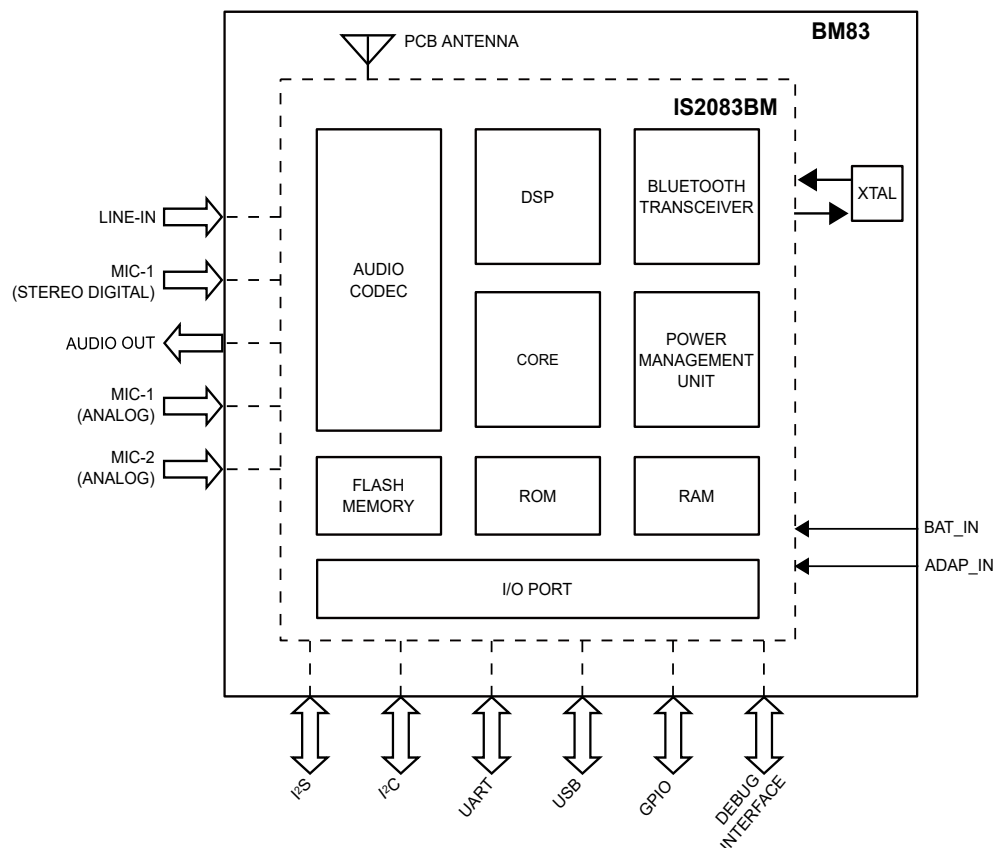 BM83
PCB ANTENNA
IS2083BM
AUDIO
CODEC
DSP
BLUETOOTH
TRANSCEIVER
XTAL
LINE-IN
MIC-1
(STEREO DIGITAL)
AUDIO OUT
MIC-1
(ANALOG)
MIC-2
(ANALOG)
CORE
POWER
MANAGEMENT
UNIT
FLASH
MEMORY
ROM
RAM
BAT_IN
ADAP_IN
I/O PORT
I²S
I²C
UART
USB
GPIO
DEBUG
INTERFACE